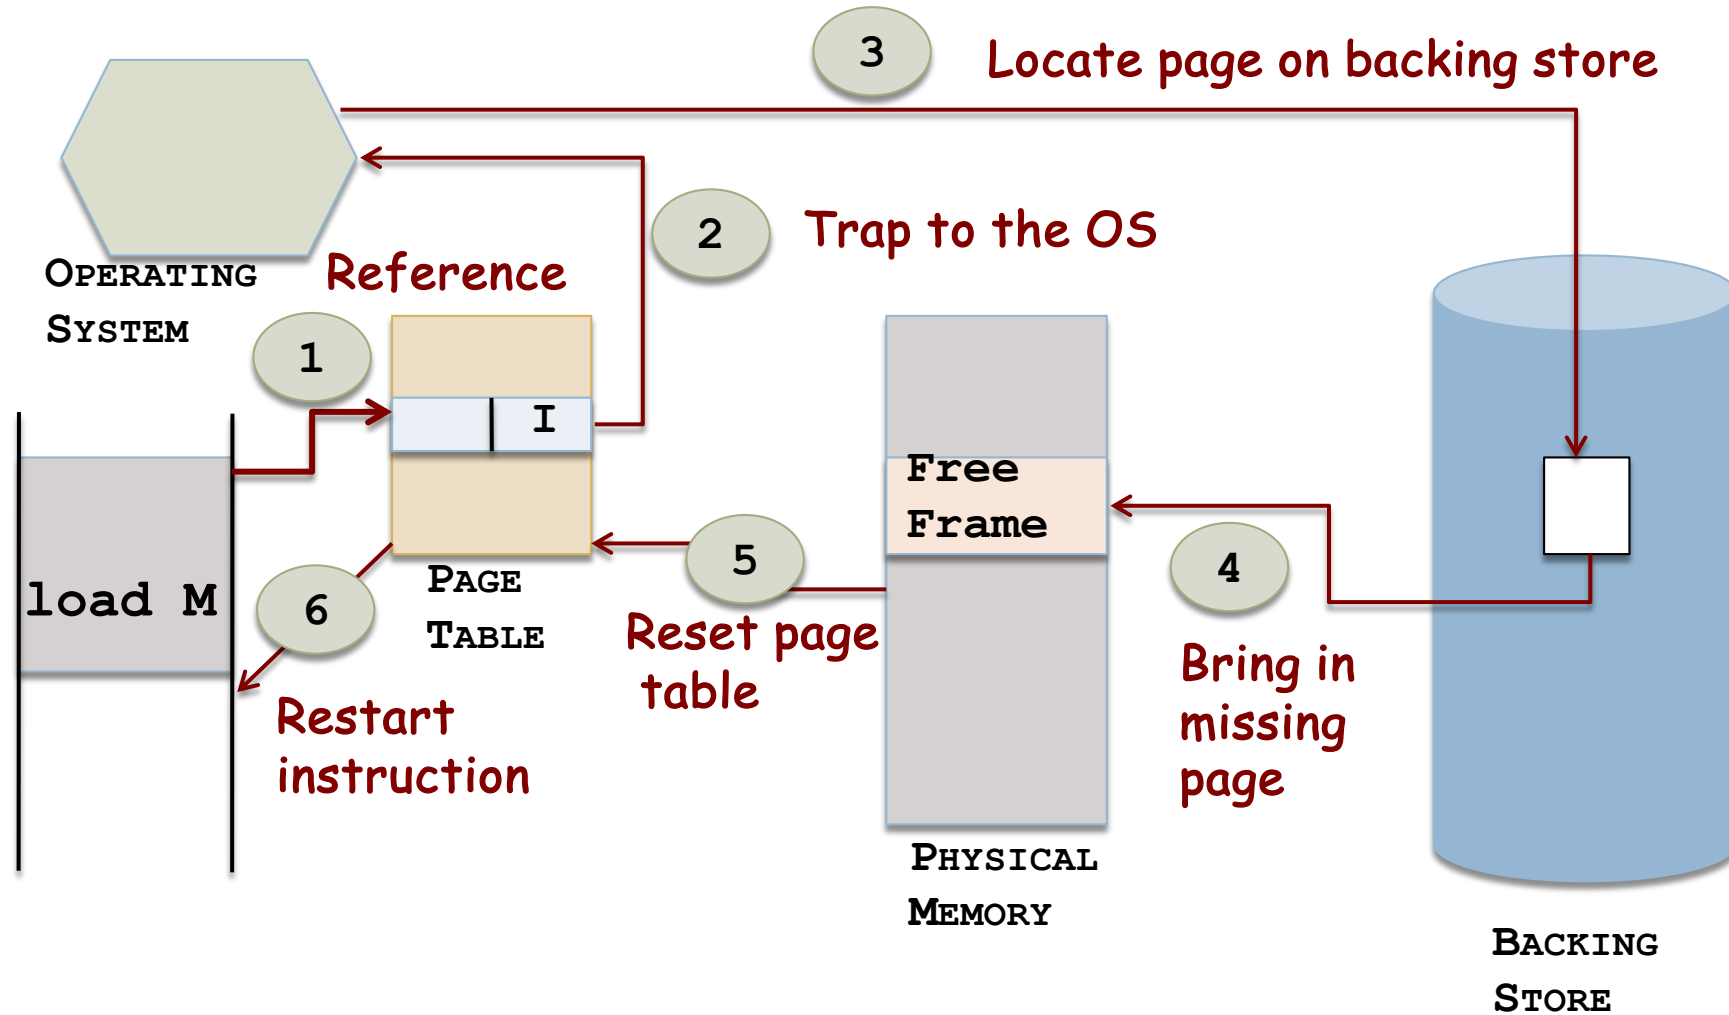 3
Locate page on backing store
2
Trap to the OS
OPERATING
SYSTEM
Reference
1
I
load M
Free
Frame
PAGE
TABLE
5
Reset page
table
4
Bring in
missing
page
6
Restart
instruction
PHYSICAL
MEMORY
BACKING
STORE